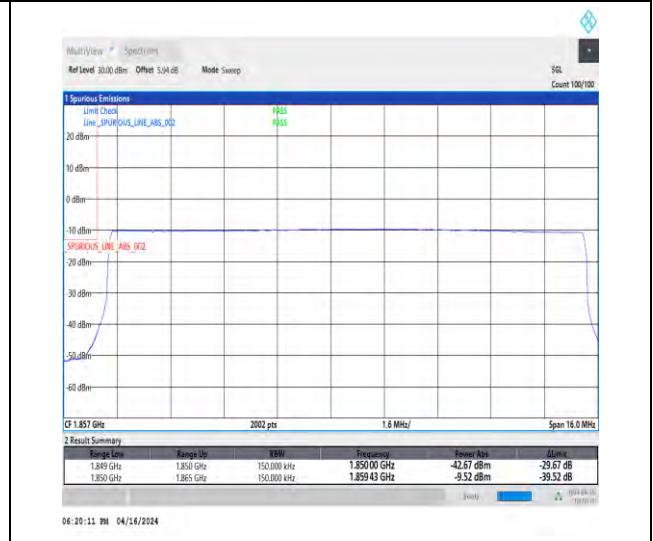 MultiView Spectrum
Ref Level 30.00 dBm Offset 5.94 dB Mode Sweep SGL
Count 100/100
1 Spurious Emissions
Limit Check PASS
Line _SPURIOUS_LINE_ABS_002 PASS
20 dBm
10 dBm
0 dBm
-10 dBm
_SPURIOUS_LINE_ABS_002
-20 dBm
-30 dBm
-40 dBm
-50 dBm
-60 dBm
CF 1.857 GHz 2002 pts 1.6 MHz/ Span 16.0 MHz
2 Result Summary
Range Low Range Up RBW Frequency Power Abs ΔLimit
1.849 GHz 1.850 GHz 150.000 kHz 1.85000 GHz -42.67 dBm -29.67 dB
1.850 GHz 1.865 GHz 150.000 kHz 1.85943 GHz -9.52 dBm -39.52 dB
06:20:11 PM 04/16/2024